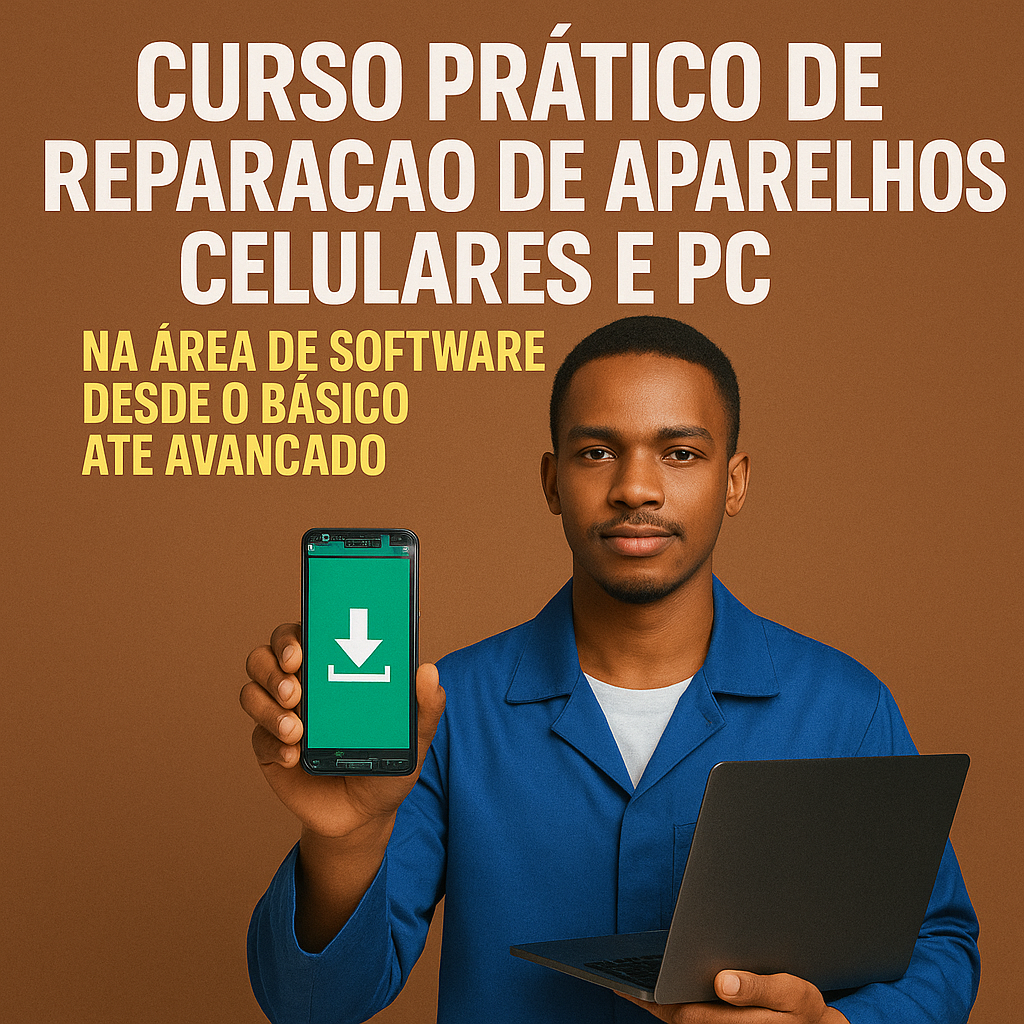 CURSO PRÁTICO DE
REPARACAO DE APARELHOS
CELULARES E PC
NA ÁREA DE SOFTWARE
DESDE O BÁSICO
ATE AVANCADO